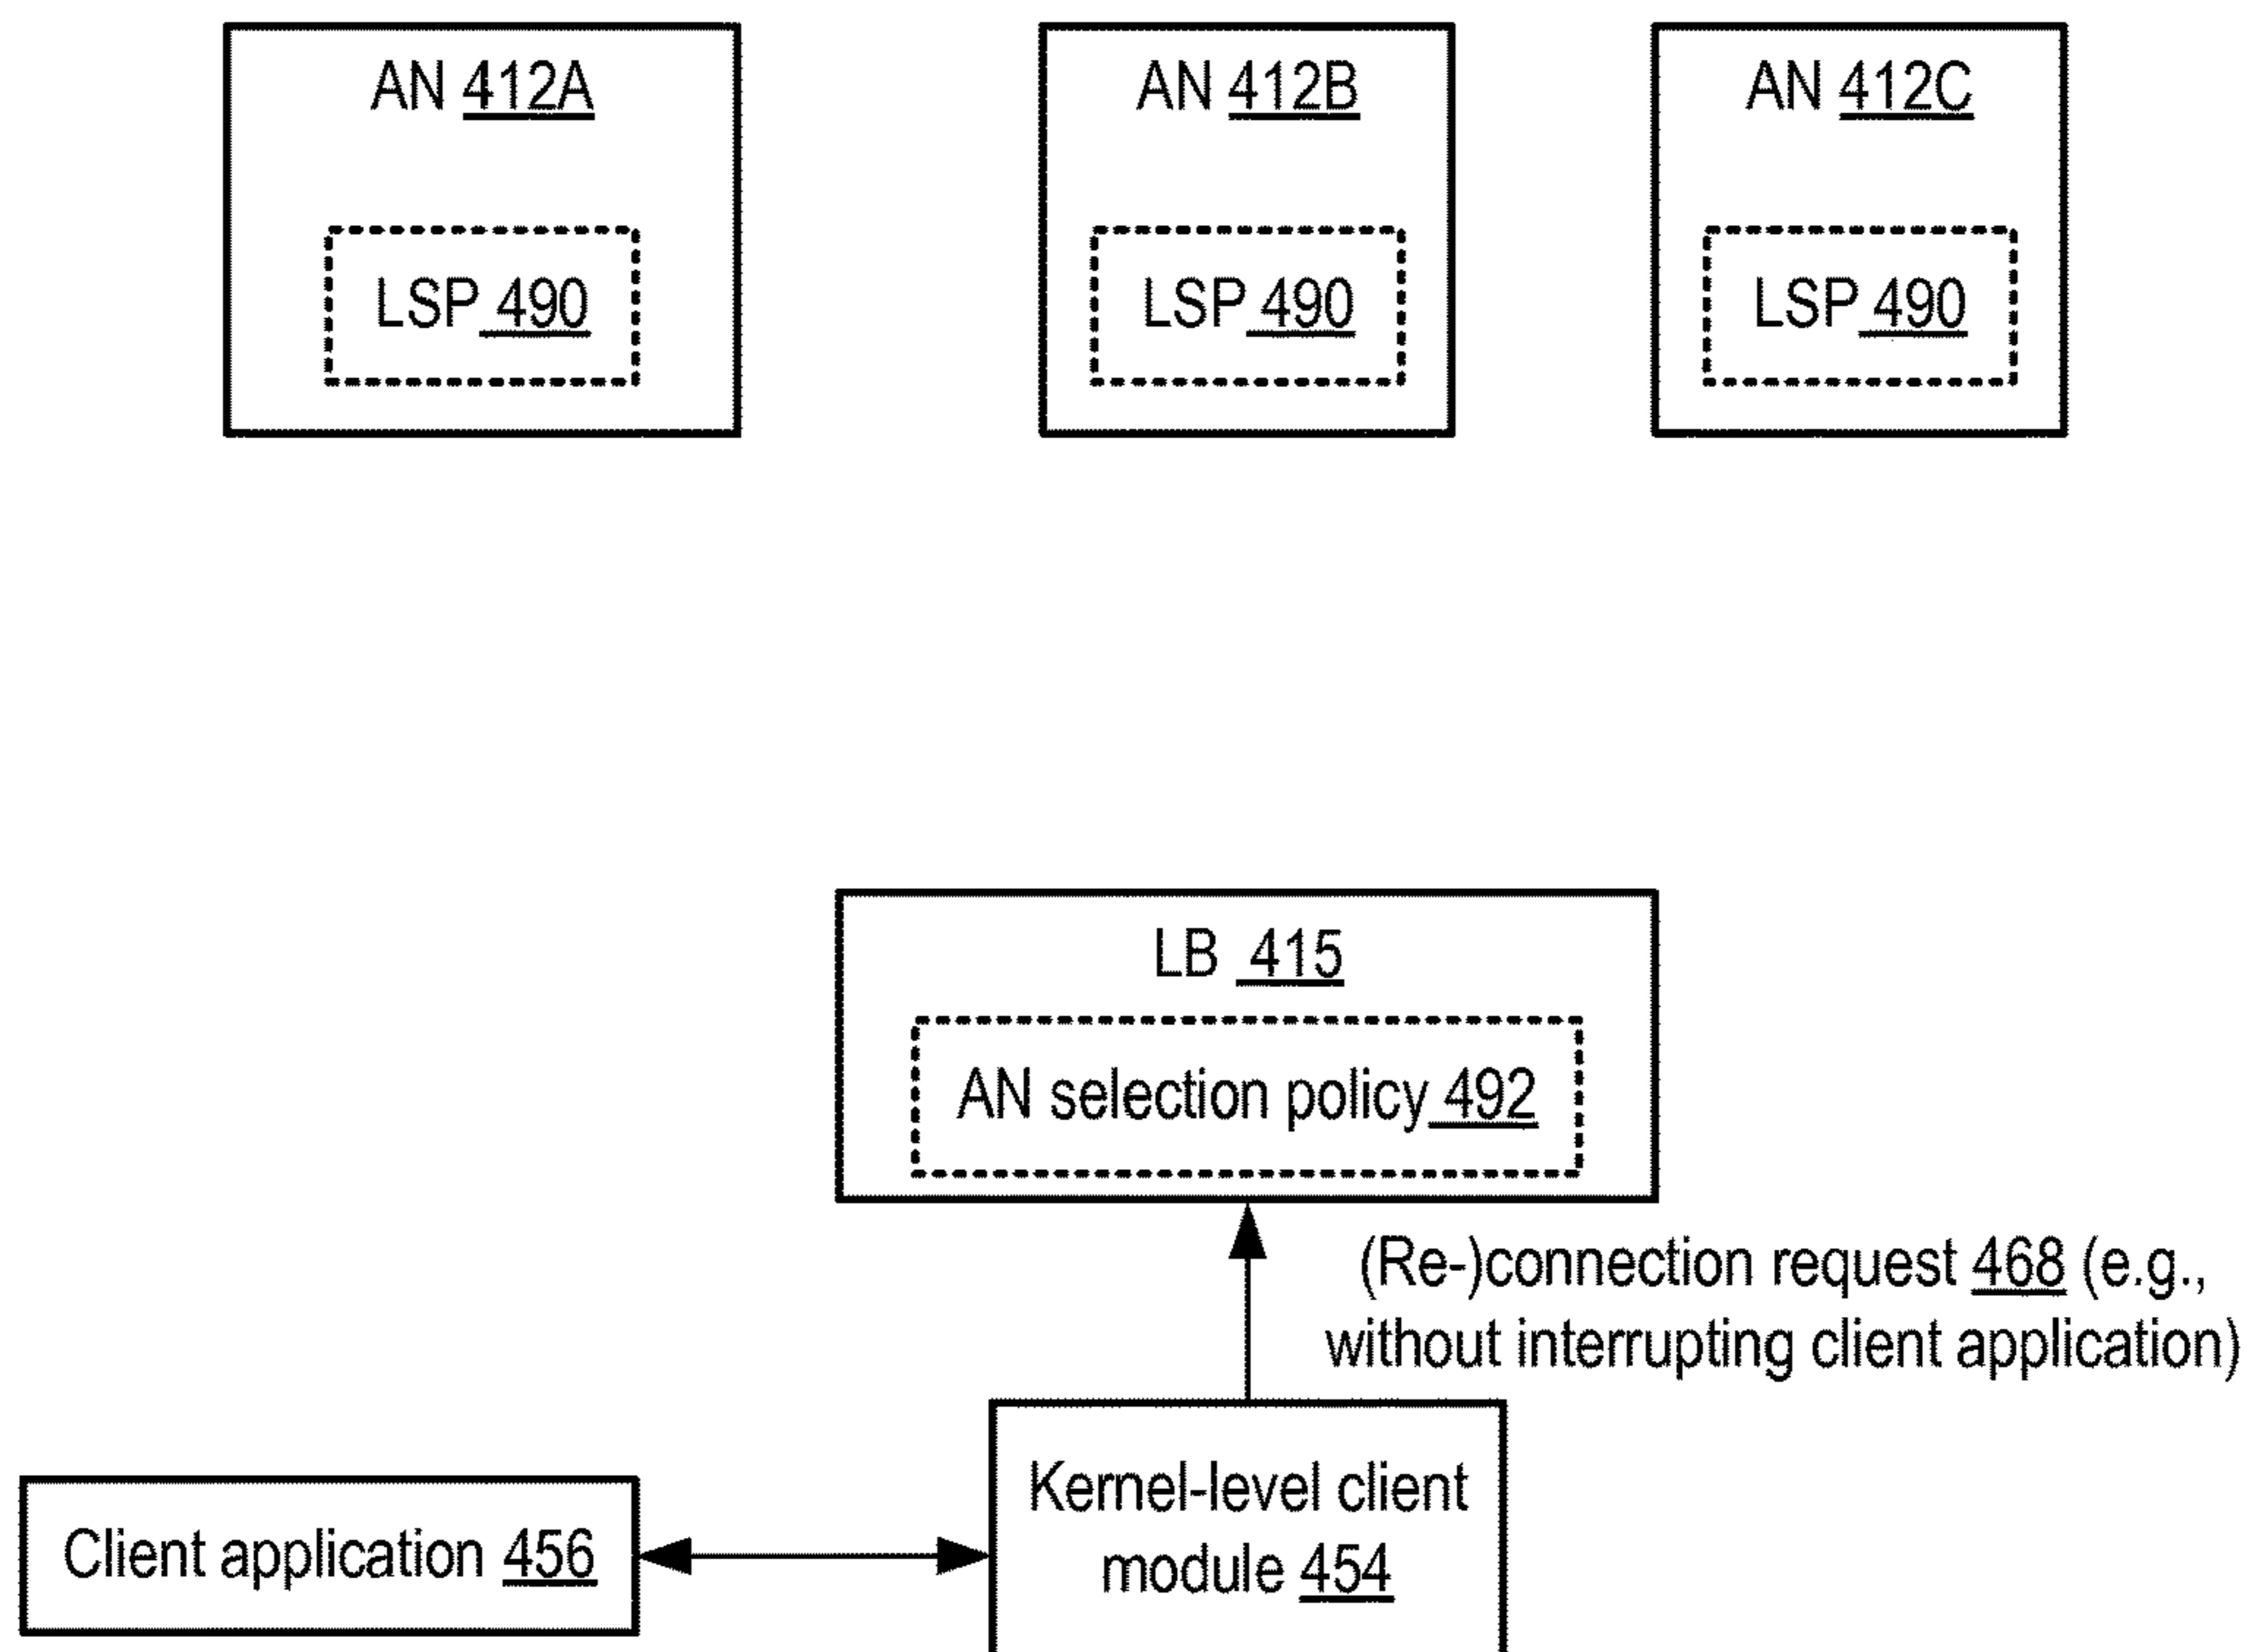 AN 412A
AN 412B
AN 412C
LSP 490
LSP 490
LSP 490
LB 415
AN selection policy 492
(Re-)connection request 468 (e.g.,
without interrupting client application)
Kernel-level client
module 454
Client application 456